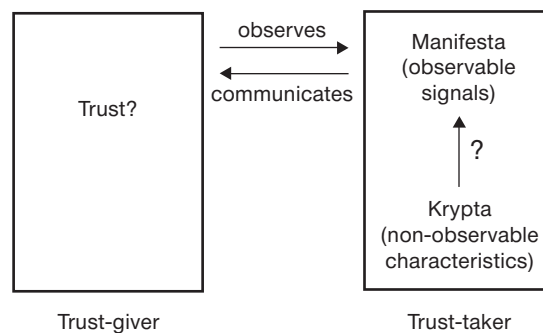 observes
communicates
Trust?
Manifesta
(observable
signals)
?
Krypta
(non-observable
characteristics)
Trust-giver
Trust-taker